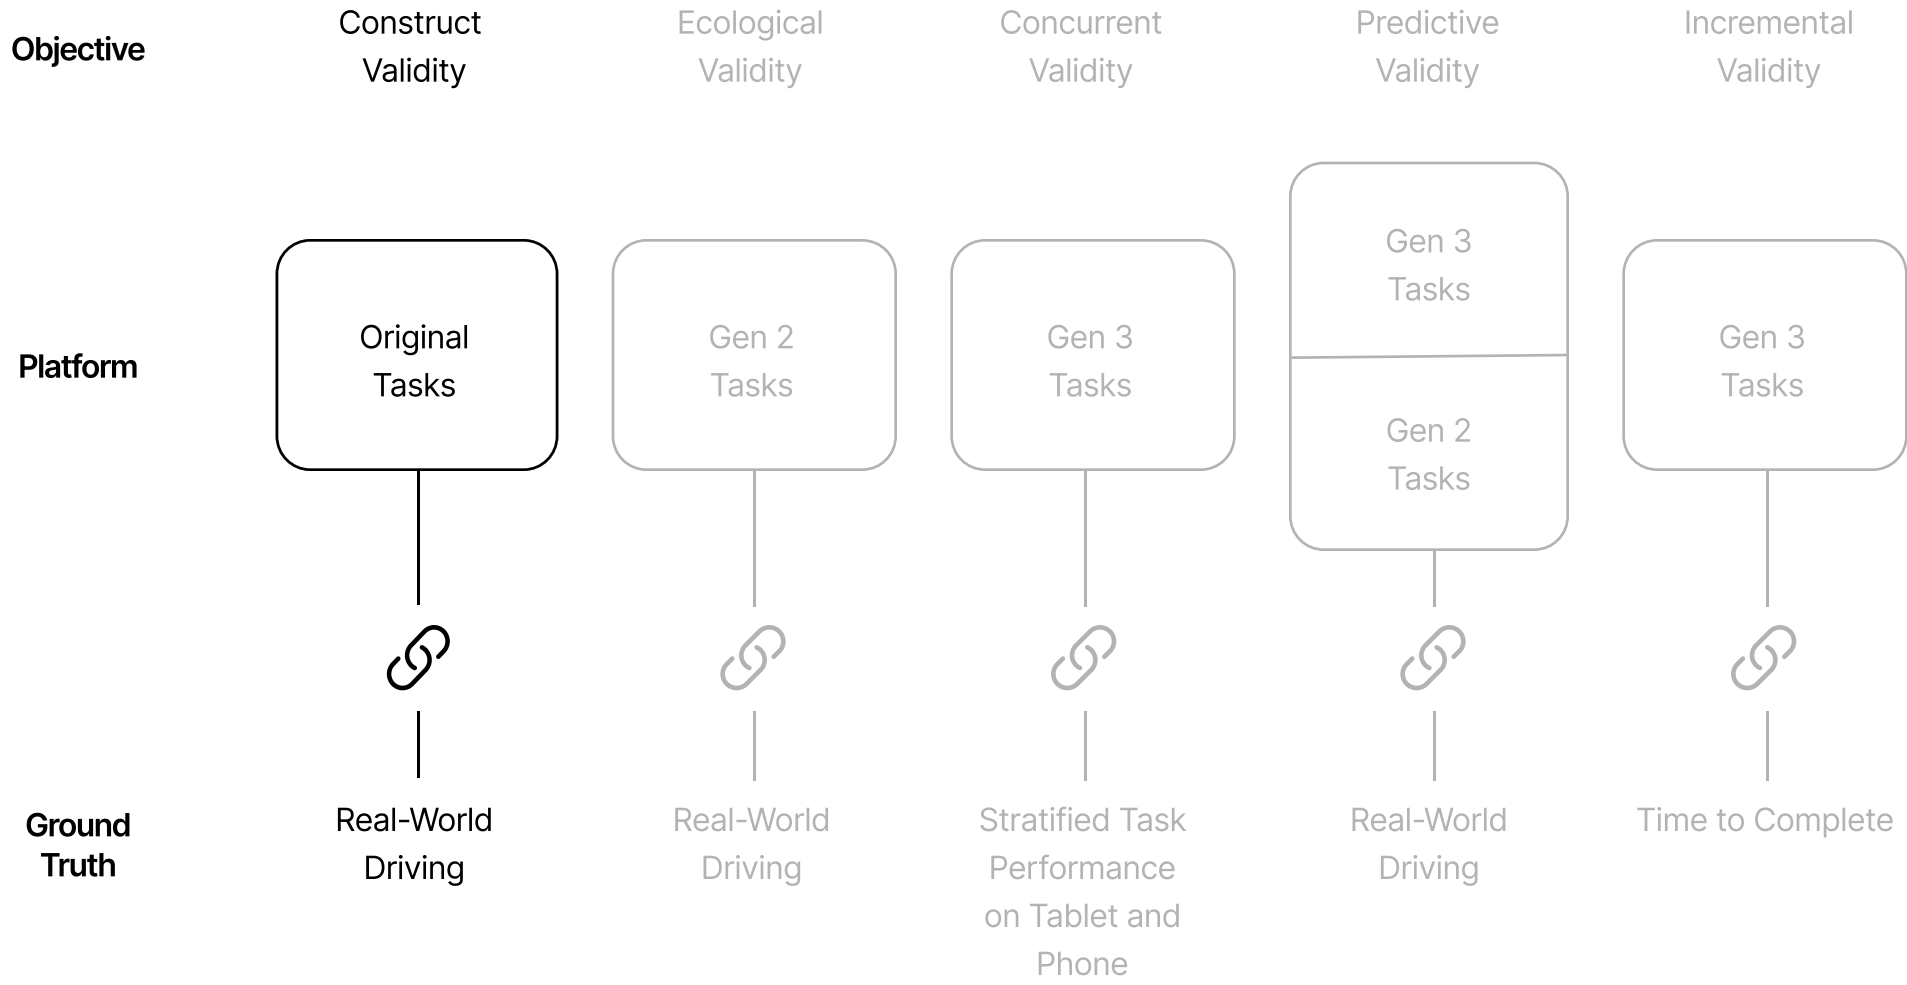 Objective
Construct
Validity
Ecological
Validity
Concurrent
Validity
Predictive
Validity
Incremental
Validity
Platform
Original
Tasks
Gen 2
Tasks
Gen 3
Tasks
Gen 3
Tasks
Gen 2
Tasks
Gen 3
Tasks
Ground
Truth
Real-World
Driving
Real-World
Driving
Stratified Task
Performance
on Tablet and
Phone
Real-World
Driving
Time to Complete